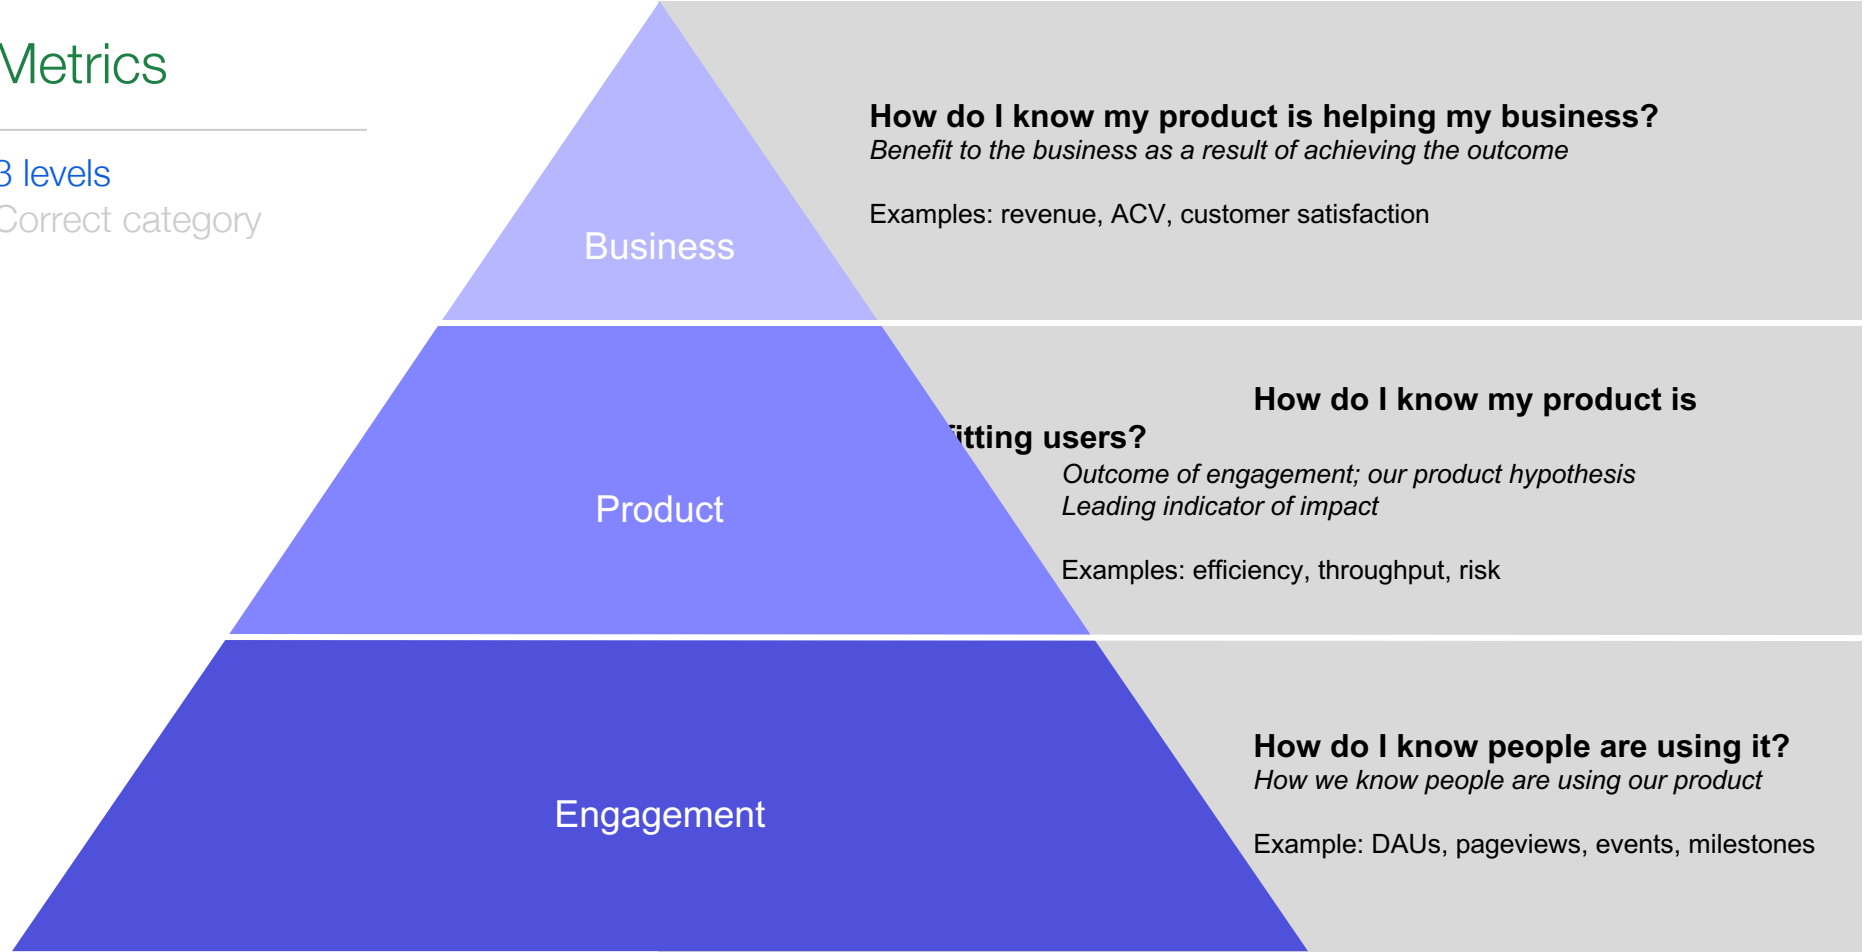 Metrics
3 levels
Correct category
Business
How do I know my product is helping my business?
Benefit to the business as a result of achieving the outcome
Examples: revenue, ACV, customer satisfaction
Product
How do I know my product is
fitting users?
Outcome of engagement; our product hypothesis
Leading indicator of impact
Examples: efficiency, throughput, risk
Engagement
How do I know people are using it?
How we know people are using our product
Example: DAUs, pageviews, events, milestones